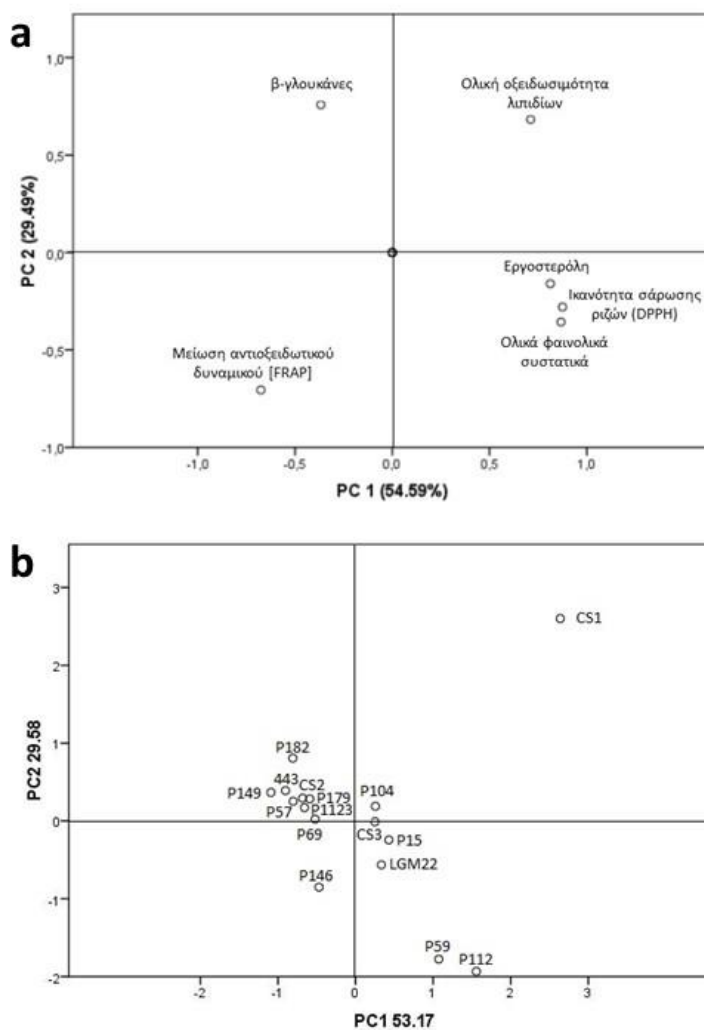 a
1,0
β-γλουκάνες
Ολική οξειδωσιμότητα
λιπιδίων
0,5
PC 2 (29.49%)
0,0
Εργοστερόλη
Ικανότητα σάρωσης
ριζών (DPPH)
Ολικά φαινολικά
συστατικά
-0,5
Μείωση αντιοξειδωτικού
δυναμικού [FRAP]
-1,0
-1,0 -0,5 0,0 0,5 1,0
PC 1 (54.59%)
b
3
CS1
2
PC2 29.58
1
P182
443 CS2
P149 P179 P104
P57 P1123
0
P69 CS3 P15
LGM22
P146
-1
P59 P112
-2
-2 -1 0 1 2 3
PC1 53.17